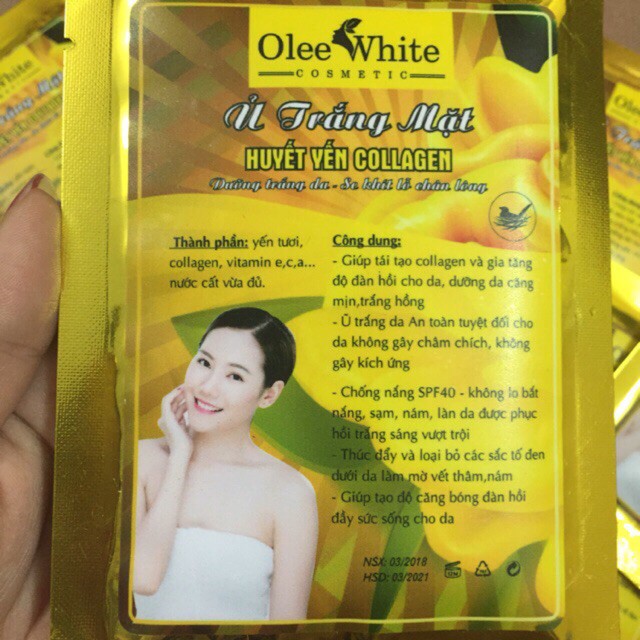 Olee White
COSMETIC
Ủ Trắng Mặt
HUYẾT YẾN COLLAGEN
Dưỡng trắng da - Se khít lỗ chân lông
Thành phần: yến tươi,
collagen, vitamin e,c,a...
nước cất vừa đủ.
Công dung:
- Giúp tái tạo collagen và gia tăng
độ đàn hồi cho da, dưỡng da căng
mịn,trắng hồng
- Ủ trắng da An toàn tuyệt đối cho
da không gây châm chích, không
gây kích ứng
- Chống nắng SPF40 - không lo bắt
nắng, sạm, nám, làn da được phục
hồi trắng sáng vượt trội
- Thúc đẩy và loại bỏ các sắc tố đen
dưới da làm mờ vết thâm,nám
- Giúp tạo độ căng bóng đàn hồi
đầy sức sống cho da
NSX: 03/2018
HSD: 03/2021
12M
White
COSMETIC
Olee